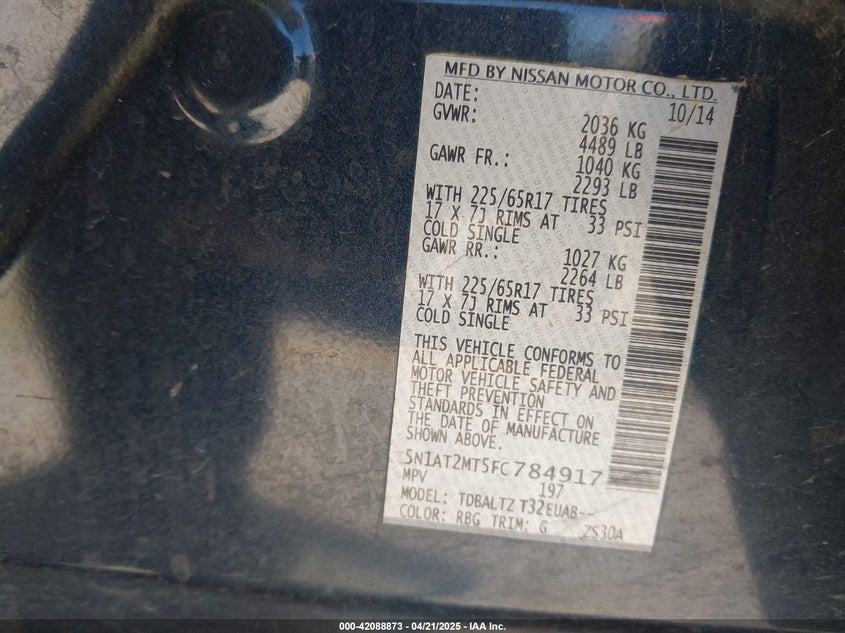 MFD BY NISSAN MOTOR CO., LTD.
DATE: 10/14
GVWR: 2036 KG
4489 LB
GAWR FR.: 1040 KG
2293 LB
WITH 225/65R17 TIRES
17 X 7J RIMS AT 33 PSI
COLD SINGLE
GAWR RR.: 1027 KG
2264 LB
WITH 225/65R17 TIRES
17 X 7J RIMS AT 33 PSI
COLD SINGLE
THIS VEHICLE CONFORMS TO
ALL APPLICABLE FEDERAL
MOTOR VEHICLE SAFETY AND
THEFT PREVENTION
STANDARDS IN EFFECT ON
THE DATE OF MANUFACTURE
SHOWN ABOVE.
5N1AT2MT5FC784917
MPV 197
MODEL: TDBALTZ T32EUAB--
COLOR: RBG TRIM: G ZS30A
000-42088873 - 04/21/2025 - IAA Inc.